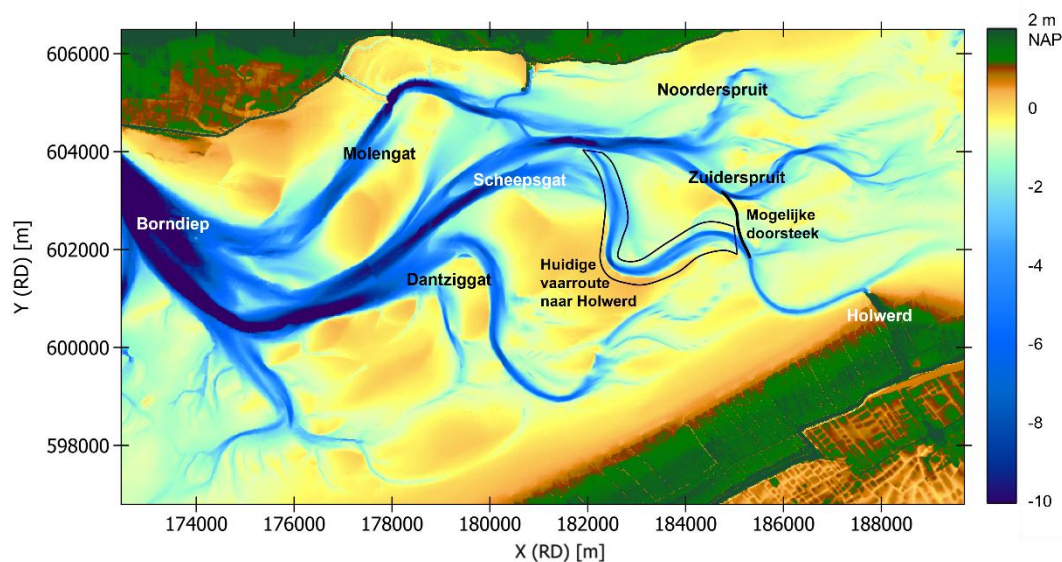 2 m
NAP
606000
604000
602000
600000
598000
Y (RD) [m]
Noorderspruit
Molengat
Scheepsgat
Zuiderspruit
Borndiep
Mogelijke
doorsteek
Dantziggat
Huidige
vaarroute
naar Holwerd
Holwerd
0
-2
-4
-6
-8
-10
174000
176000
178000
180000
182000
184000
186000
188000
X (RD) [m]